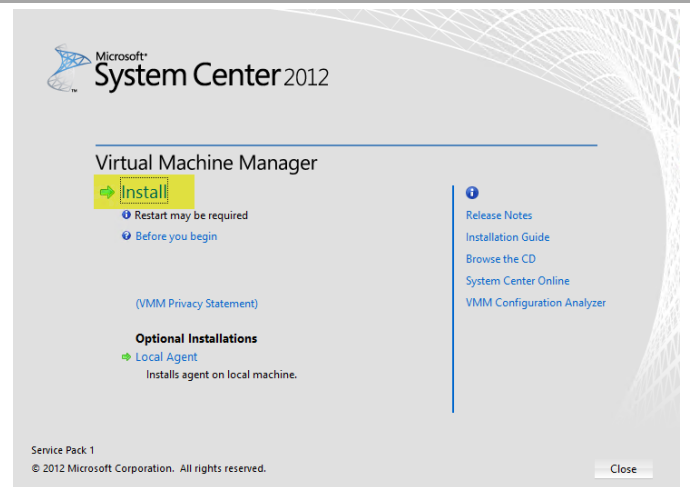 Microsoft®
System Center 2012
Virtual Machine Manager
Install
Restart may be required
Before you begin
(VMM Privacy Statement)
Optional Installations
Local Agent
Installs agent on local machine.
Release Notes
Installation Guide
Browse the CD
System Center Online
VMM Configuration Analyzer
Service Pack 1
© 2012 Microsoft Corporation. All rights reserved.
Close